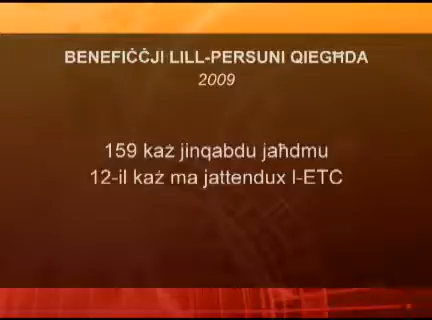 BENEFIĊĊJI LILL-PERSUNI QIEGĦDA
2009
159 każ jinqabdu jaħdmu
12-il każ ma jattendux l-ETC